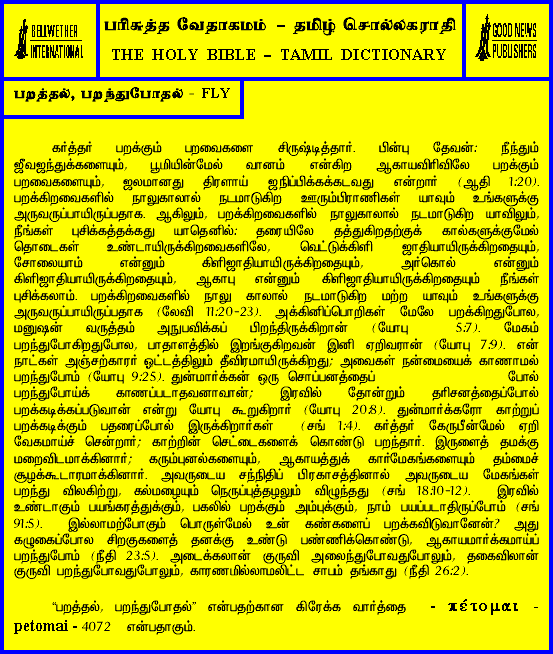 BELLWETHER
INTERNATIONAL
பரிசுத்த வேதாகமம் – தமிழ் சொல்லகராதி
THE HOLY BIBLE – TAMIL DICTIONARY
GOOD NEWS
PUBLISHERS
பறத்தல், பறந்துபோதல் - FLY
கர்த்தர் பறக்கும் பறவைகளை சிருஷ்டித்தார். பின்பு தேவன்: நீந்தும்
ஜீவஜந்துக்களையும், பூமியின்மேல் வானம் என்கிற ஆகாயவிரிவிலே பறக்கும்
பறவைகளையும், ஜலமானது திரளாய் ஜநிப்பிக்கக்கடவது என்றார் (ஆதி 1:20).
பறக்கிறவைகளில் நாலுகாலால் நடமாடுகிற ஊரும்பிராணிகள் யாவும் உங்களுக்கு
அருவருப்பாயிருப்பதாக. ஆகிலும், பறக்கிறவைகளில் நாலுகாலால் நடமாடுகிற யாவிலும்,
நீங்கள் புசிக்கத்தக்கது யாதெனில்: தரையிலே தத்துகிறதற்குக் கால்களுக்குமேல்
தொடைகள் உண்டாயிருக்கிறவைகளிலே, வெட்டுக்கிளி ஜாதியாயிருக்கிறதையும்,
சோலையாம் என்னும் கிளிஜாதியாயிருக்கிறதையும், அர்கொல் என்னும்
கிளிஜாதியாயிருக்கிறதையும், ஆகாபு என்னும் கிளிஜாதியாயிருக்கிறதையும் நீங்கள்
புசிக்கலாம். பறக்கிறவைகளில் நாலு காலால் நடமாடுகிற மற்ற யாவும் உங்களுக்கு
அருவருப்பாயிருப்பதாக (லேவி 11:20-23). அக்கினிப்பொறிகள் மேலே பறக்கிறதுபோல,
மனுஷன் வருத்தம் அநுபவிக்கப் பிறந்திருக்கிறான் (யோபு 5:7). மேகம்
பறந்துபோகிறதுபோல, பாதாளத்தில் இறங்குகிறவன் இனி ஏறிவரான் (யோபு 7:9). என்
நாட்கள் அஞ்சற்காரர் ஓட்டத்திலும் தீவிரமாயிருக்கிறது; அவைகள் நன்மையைக் காணாமல்
பறந்துபோம் (யோபு 9:25). துன்மார்க்கன் ஒரு சொப்பனத்தைப் போல்
பறந்துபோய்க் காணப்படாதவனாவான்; இரவில் தோன்றும் தரிசனத்தைப்போல்
பறக்கடிக்கப்படுவான் என்று யோபு கூறுகிறார் (யோபு 20:8). துன்மார்க்கரோ காற்றுப்
பறக்கடிக்கும் பதரைப்போல் இருக்கிறார்கள் (சங் 1:4). கர்த்தர் கேருபீன்மேல் ஏறி
வேகமாய்ச் சென்றார்; காற்றின் செட்டைகளைக் கொண்டு பறந்தார். இருளைத் தமக்கு
மறைவிடமாக்கினார்; கரும்புனல்களையும், ஆகாயத்துக் கார்மேகங்களையும் தம்மைச்
சூழக்கூடாரமாக்கினார். அவருடைய சந்நிதிப் பிரகாசத்தினால் அவருடைய மேகங்கள்
பறந்து விலகிற்று, கல்மழையும் நெருப்புத்தழலும் விழுந்தது (சங் 18:10-12). இரவில்
உண்டாகும் பயங்கரத்துக்கும், பகலில் பறக்கும் அம்புக்கும், நாம் பயப்படாதிருப்போம் (சங்
91:5). இல்லாமற்போகும் பொருள்மேல் உன் கண்களைப் பறக்கவிடுவானேன்? அது
கழுகைப்போல சிறகுகளைத் தனக்கு உண்டு பண்ணிக்கொண்டு, ஆகாயமார்க்கமாய்ப்
பறந்துபோம் (நீதி 23:5). அடைக்கலான் குருவி அலைந்துபோவதுபோலும், தகைவிலான்
குருவி பறந்துபோவதுபோலும், காரணமில்லாமலிட்ட சாபம் தங்காது (நீதி 26:2).
“பறத்தல், பறந்துபோதல்” என்பதற்கான கிரேக்க வார்த்தை - πέτομαι -
petomai - 4072 என்பதாகும்.